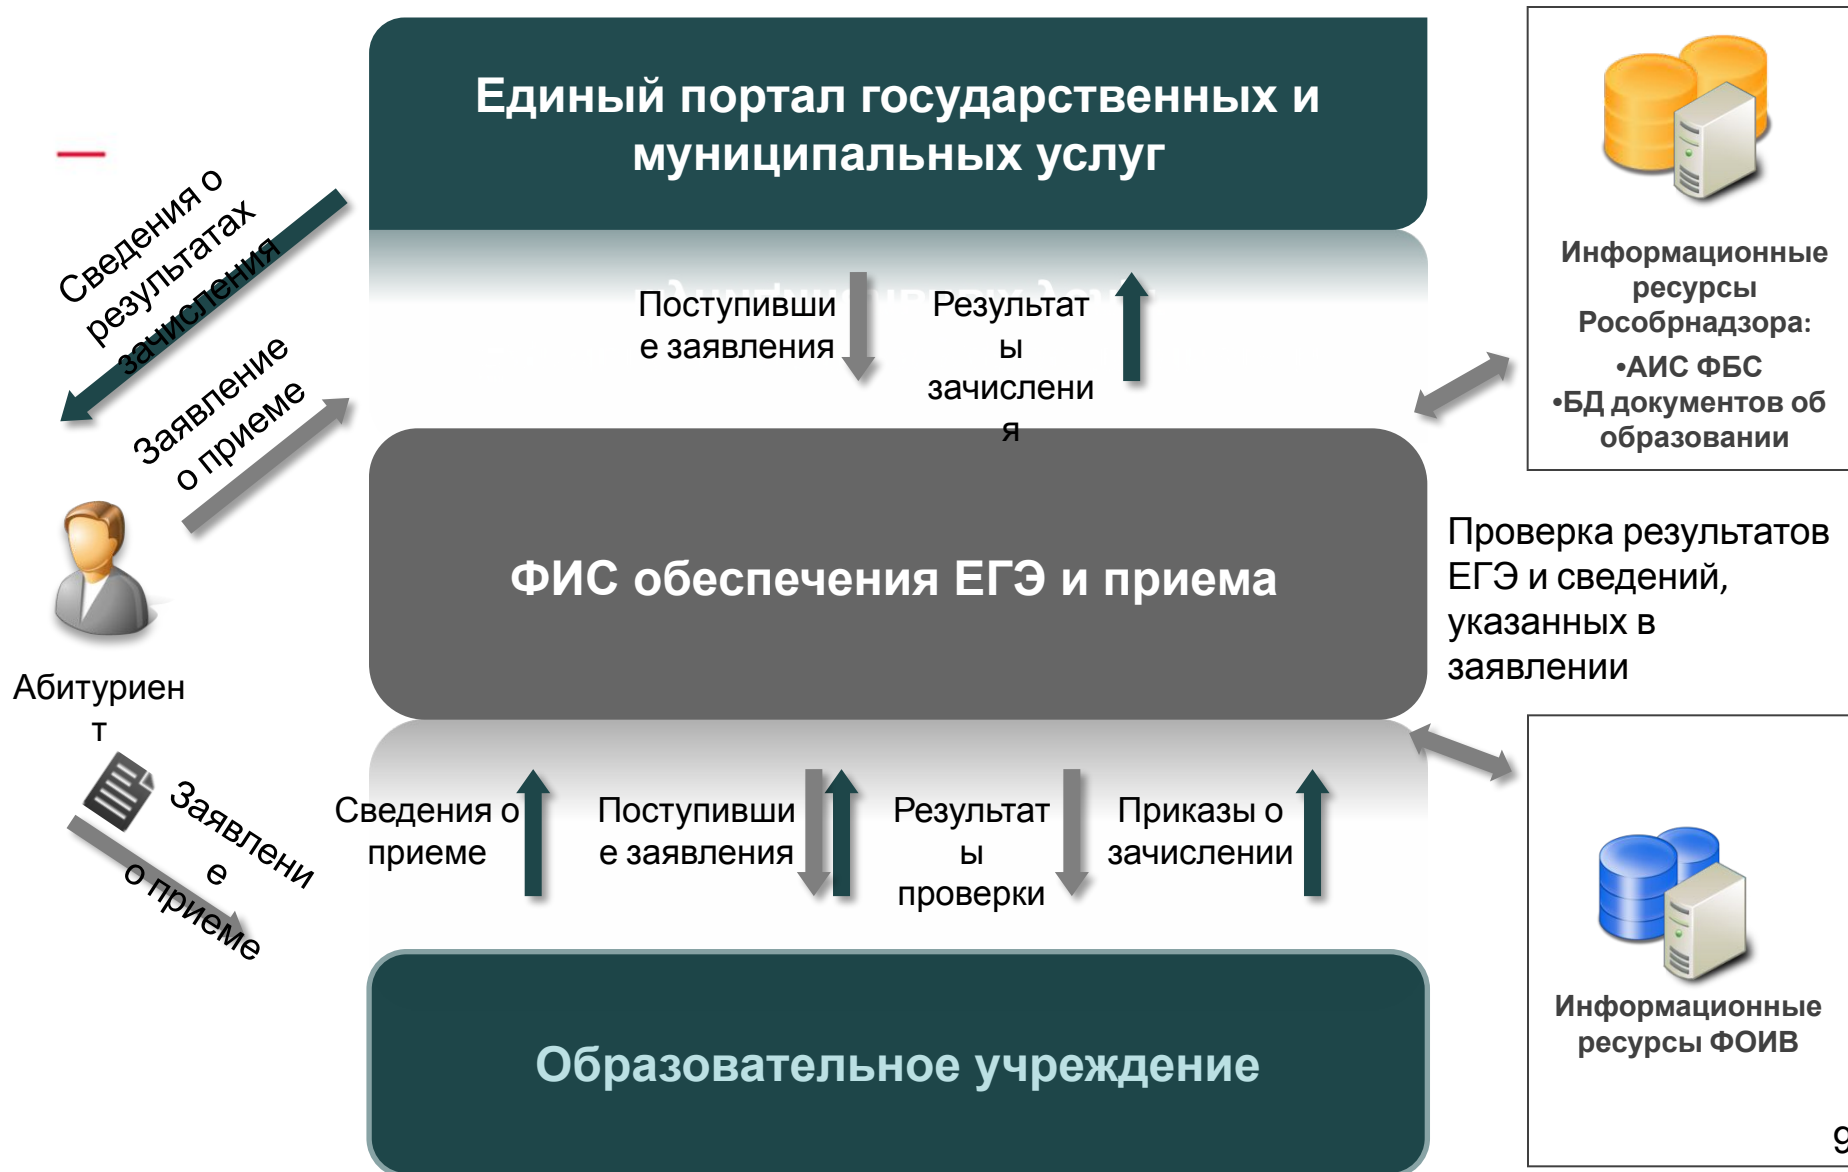 Единый портал государственных и
муниципальных услуг
Сведения о
результатах
зачисления
Заявление
о приеме
Поступивши
е заявления
Результат
ы
зачислени
я
Информационные
ресурсы
Рособрнадзора:
•АИС ФБС
•БД документов об
образовании
ФИС обеспечения ЕГЭ и приема
Проверка результатов
ЕГЭ и сведений,
указанных в
заявлении
Абитуриен
т
Заявлени
е
о приеме
Сведения о
приеме
Поступивши
е заявления
Результат
ы
проверки
Приказы о
зачислении
Образовательное учреждение
Информационные
ресурсы ФОИВ
9